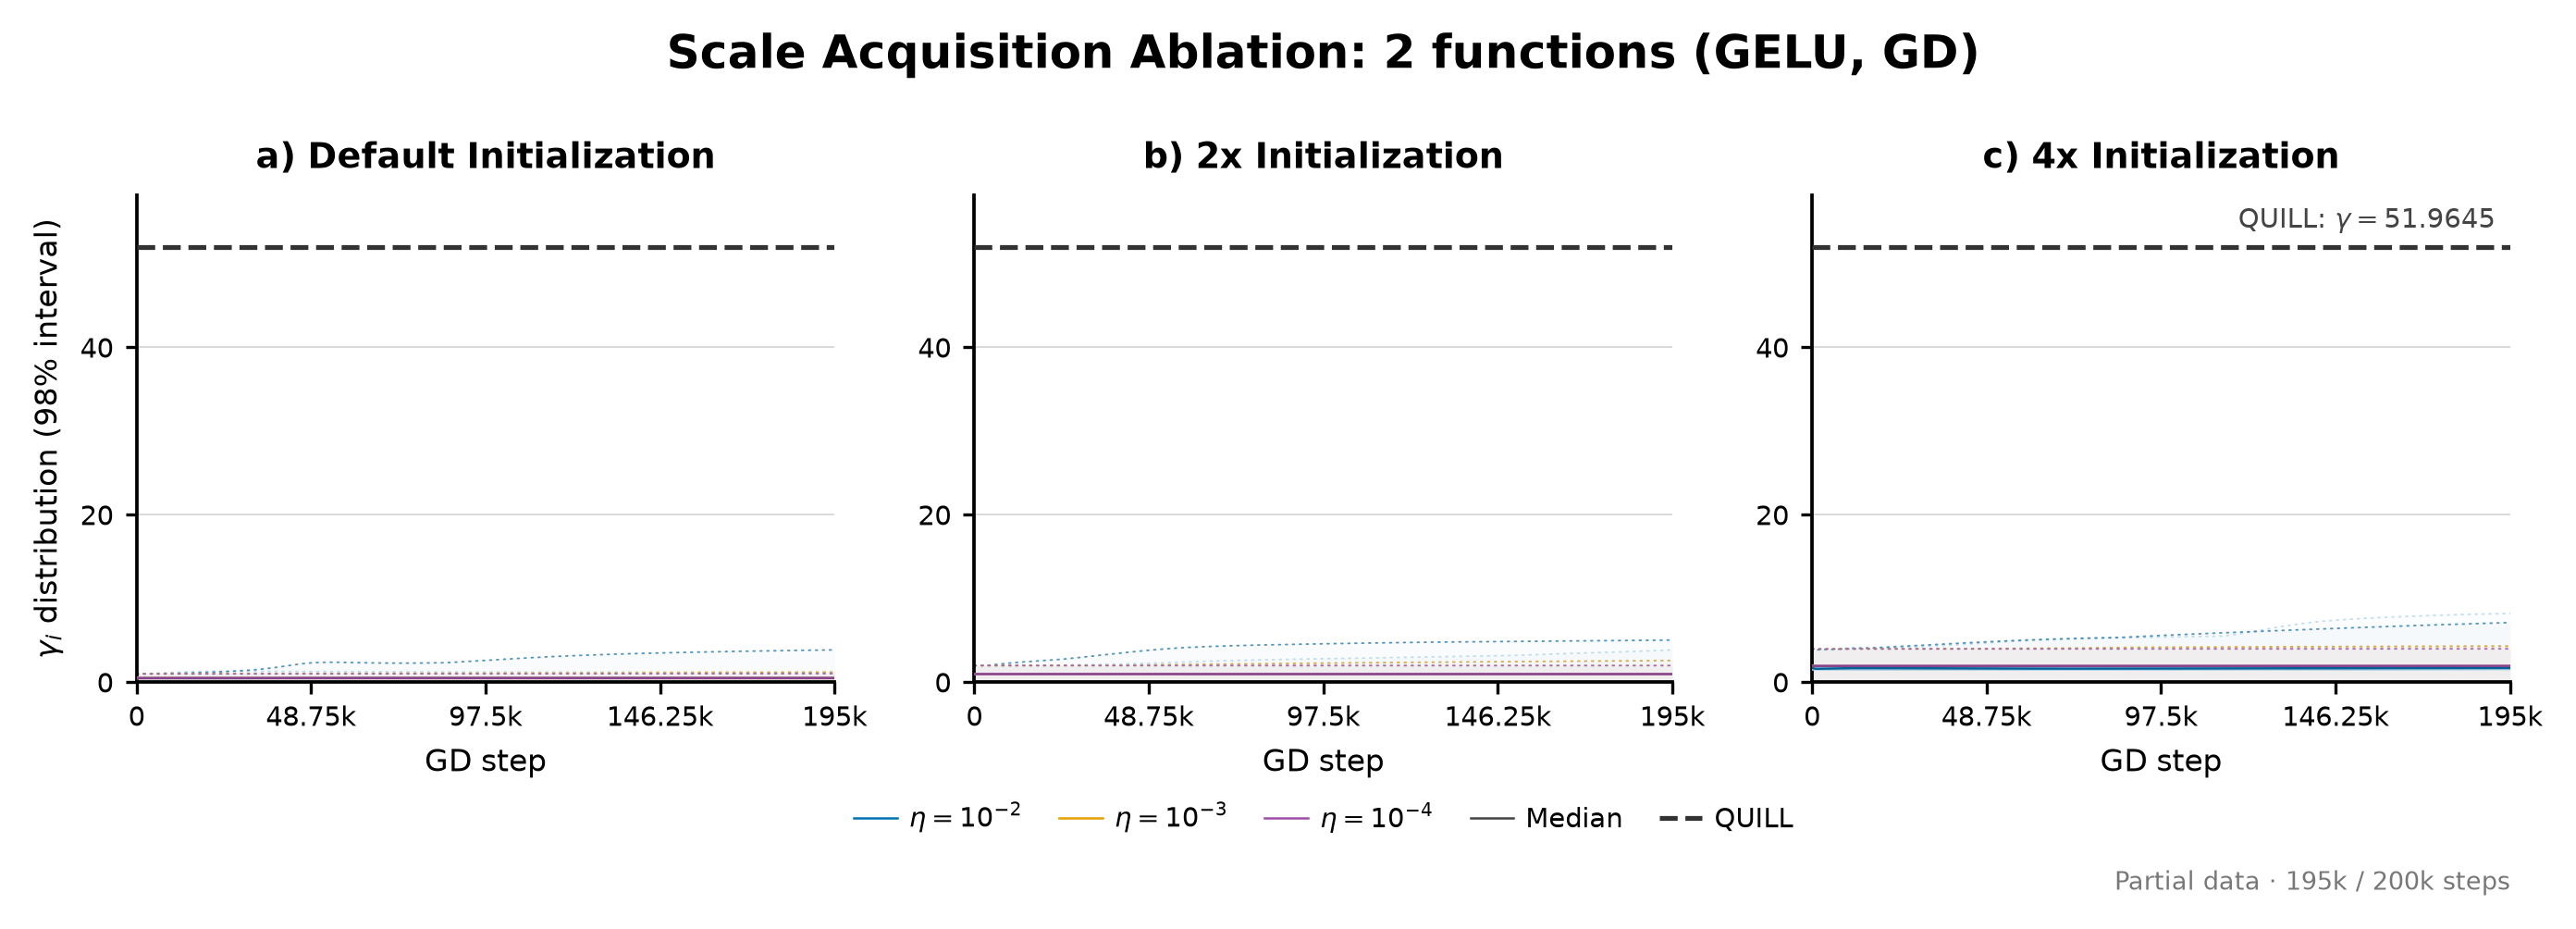 Scale Acquisition Ablation: 2 functions (GELU, GD)
a) Default Initialization
b) 2x Initialization
c) 4x Initialization
γᵢ distribution (98% interval)
QUILL: γ = 51.9645
40
20
0
40
20
0
40
20
0
0 48.75k 97.5k 146.25k 195k
0 48.75k 97.5k 146.25k 195k
0 48.75k 97.5k 146.25k 195k
GD step
GD step
GD step
η = 10⁻² η = 10⁻³ η = 10⁻⁴ Median QUILL
Partial data · 195k / 200k steps